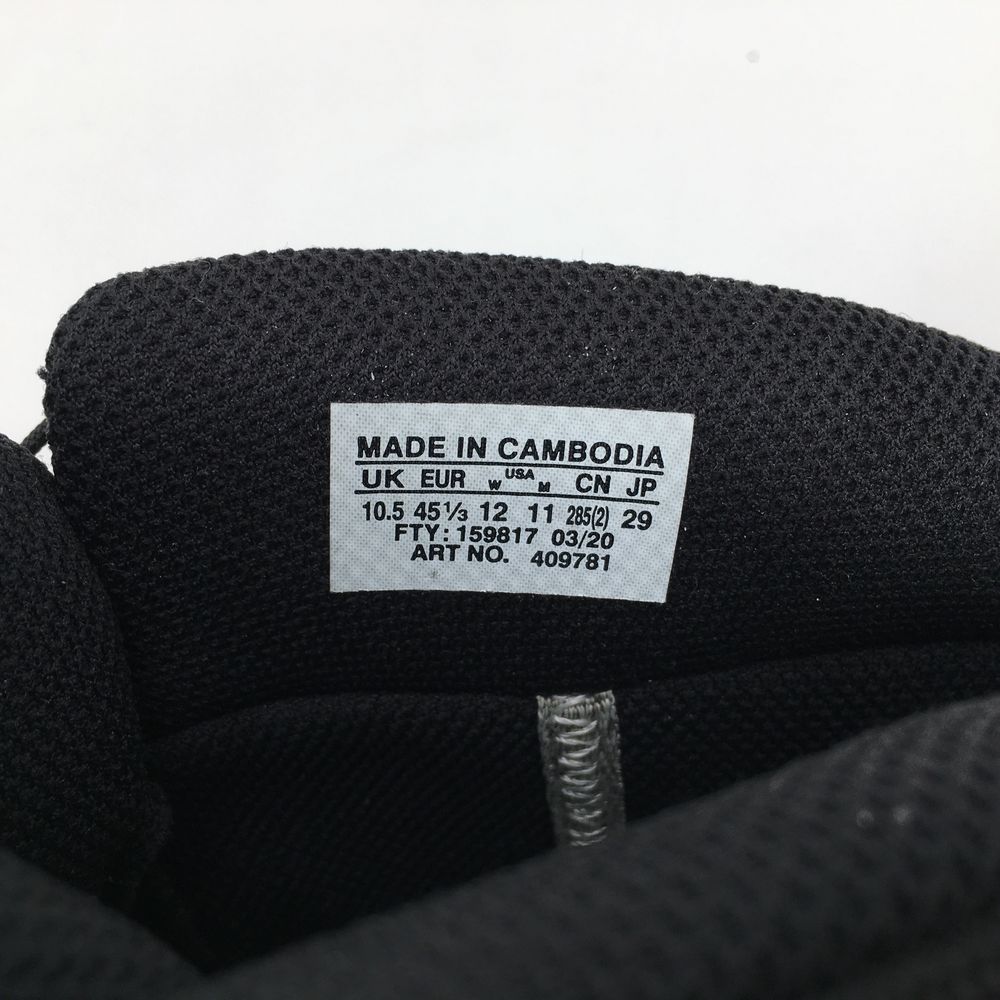 MADE IN CAMBODIA
UK EUR W USA M CN JP
10.5 45⅓ 12 11 285(2) 29
FTY: 159817 03/20
ART NO. 409781